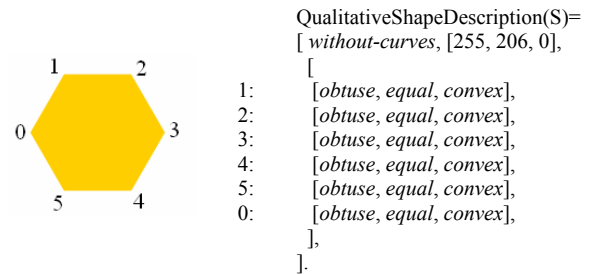 1 2
0 3
5 4
QualitativeShapeDescription(S)=
[ without-curves, [255, 206, 0],
[
1: [obtuse, equal, convex],
2: [obtuse, equal, convex],
3: [obtuse, equal, convex],
4: [obtuse, equal, convex],
5: [obtuse, equal, convex],
0: [obtuse, equal, convex],
],
].